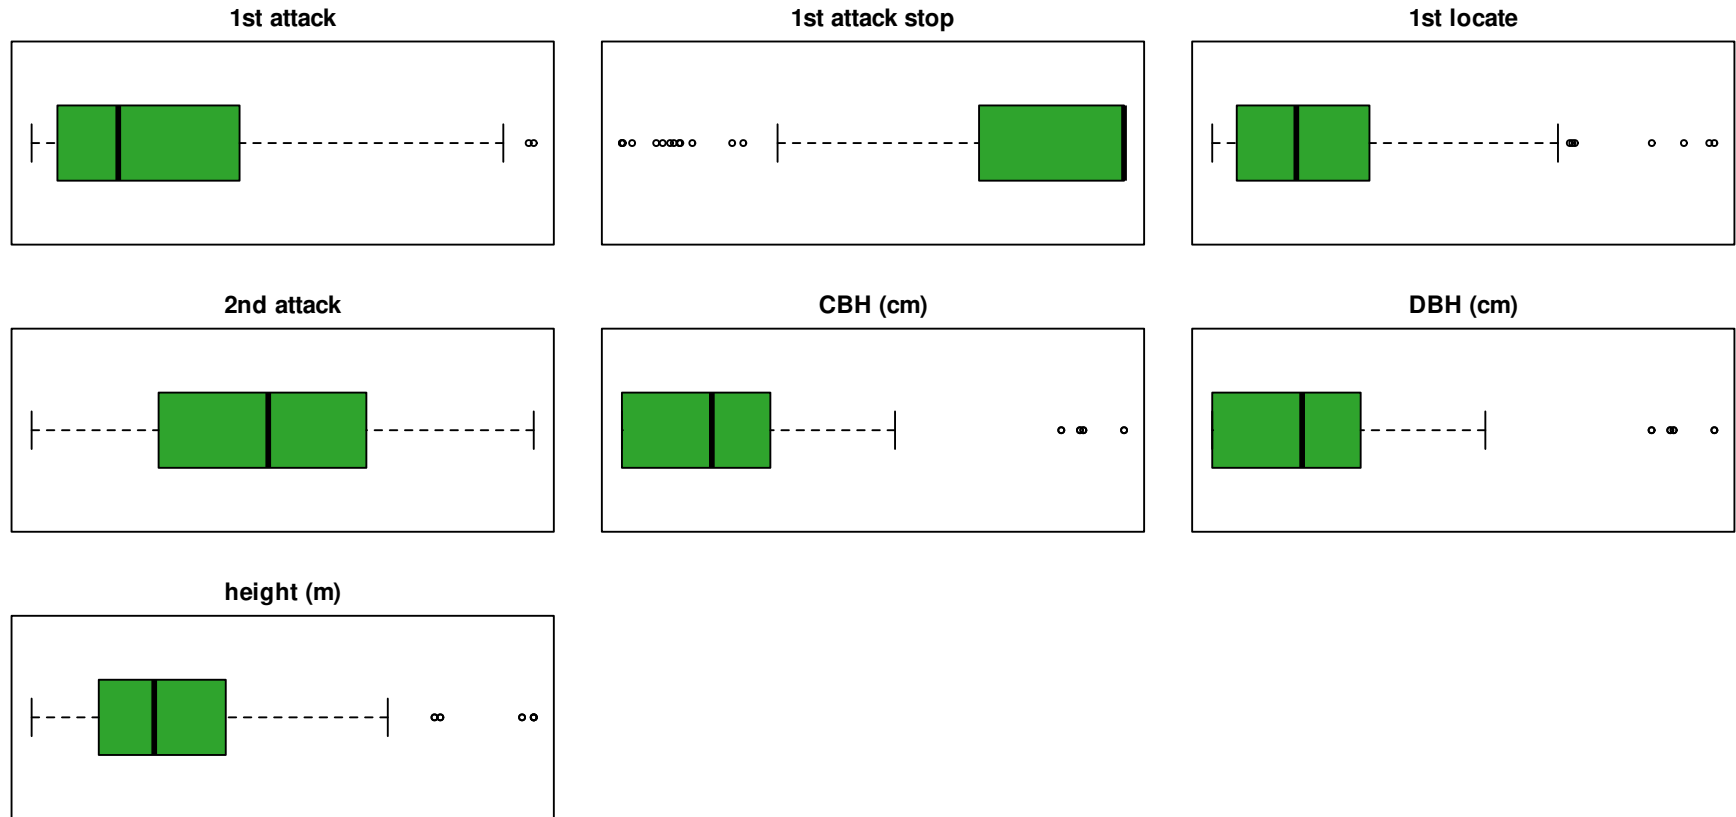 1st attack
1st attack stop
1st locate
2nd attack
CBH (cm)
DBH (cm)
height (m)